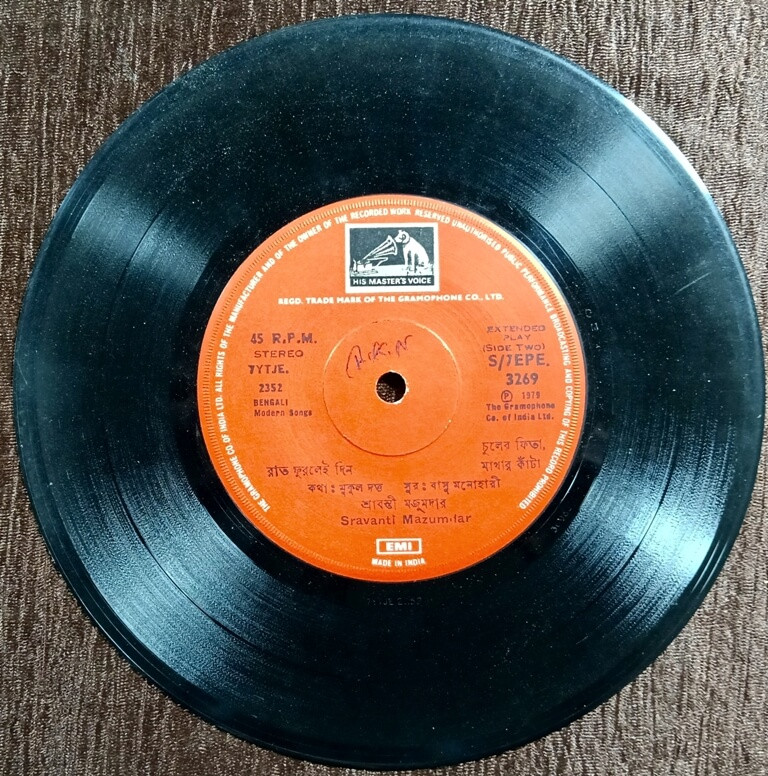 THE GRAMOPHONE CO. OF INDIA LTD. ALL RIGHTS OF THE MANUFACTURER AND OF THE OWNER OF THE RECORDED WORK RESERVED UNAUTHORISED PUBLIC PERFORMANCE BROADCASTING AND COPYING OF THIS RECORD PROHIBITED
HIS MASTER'S VOICE
REGD. TRADE MARK OF THE GRAMOPHONE CO., LTD.
45 R.P.M.
STEREO
7YTJE.
2352
BENGALI
Modern Songs
EXTENDED
PLAY
(SIDE TWO)
S/7EPE.
3269
Ⓟ 1979
The Gramophone
Co. of India Ltd.
চুলের ফিতা,
মাথার কাঁটা
রাত ফুরলেই দিন
কথা : মুকুল দত্ত সুর : বাসু মনোহারী
শ্রাবন্তী মজুমদার
Sravanti Mazumdar
EMI
MADE IN INDIA